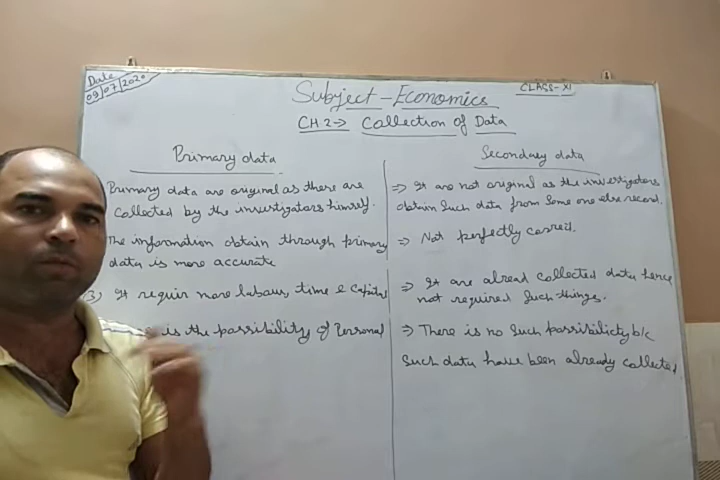 Date
09/07/2020
CLASS-XI
Subject-Economics
CH 2→ Collection of Data
Primary data
Primary data are original as there are
collected by the investigators himself.
The information obtain through primary
data is more accurate
3) It requir more labour, time & Capital
is the possibility of Personal
Secondary data
⇒ It are not original as the investigators
obtain such data from some one else record.
⇒ Not perfectly correct.
⇒ It are alread collected data hence
not required such things.
⇒ There is no such possibility b/c
such data have been already collected